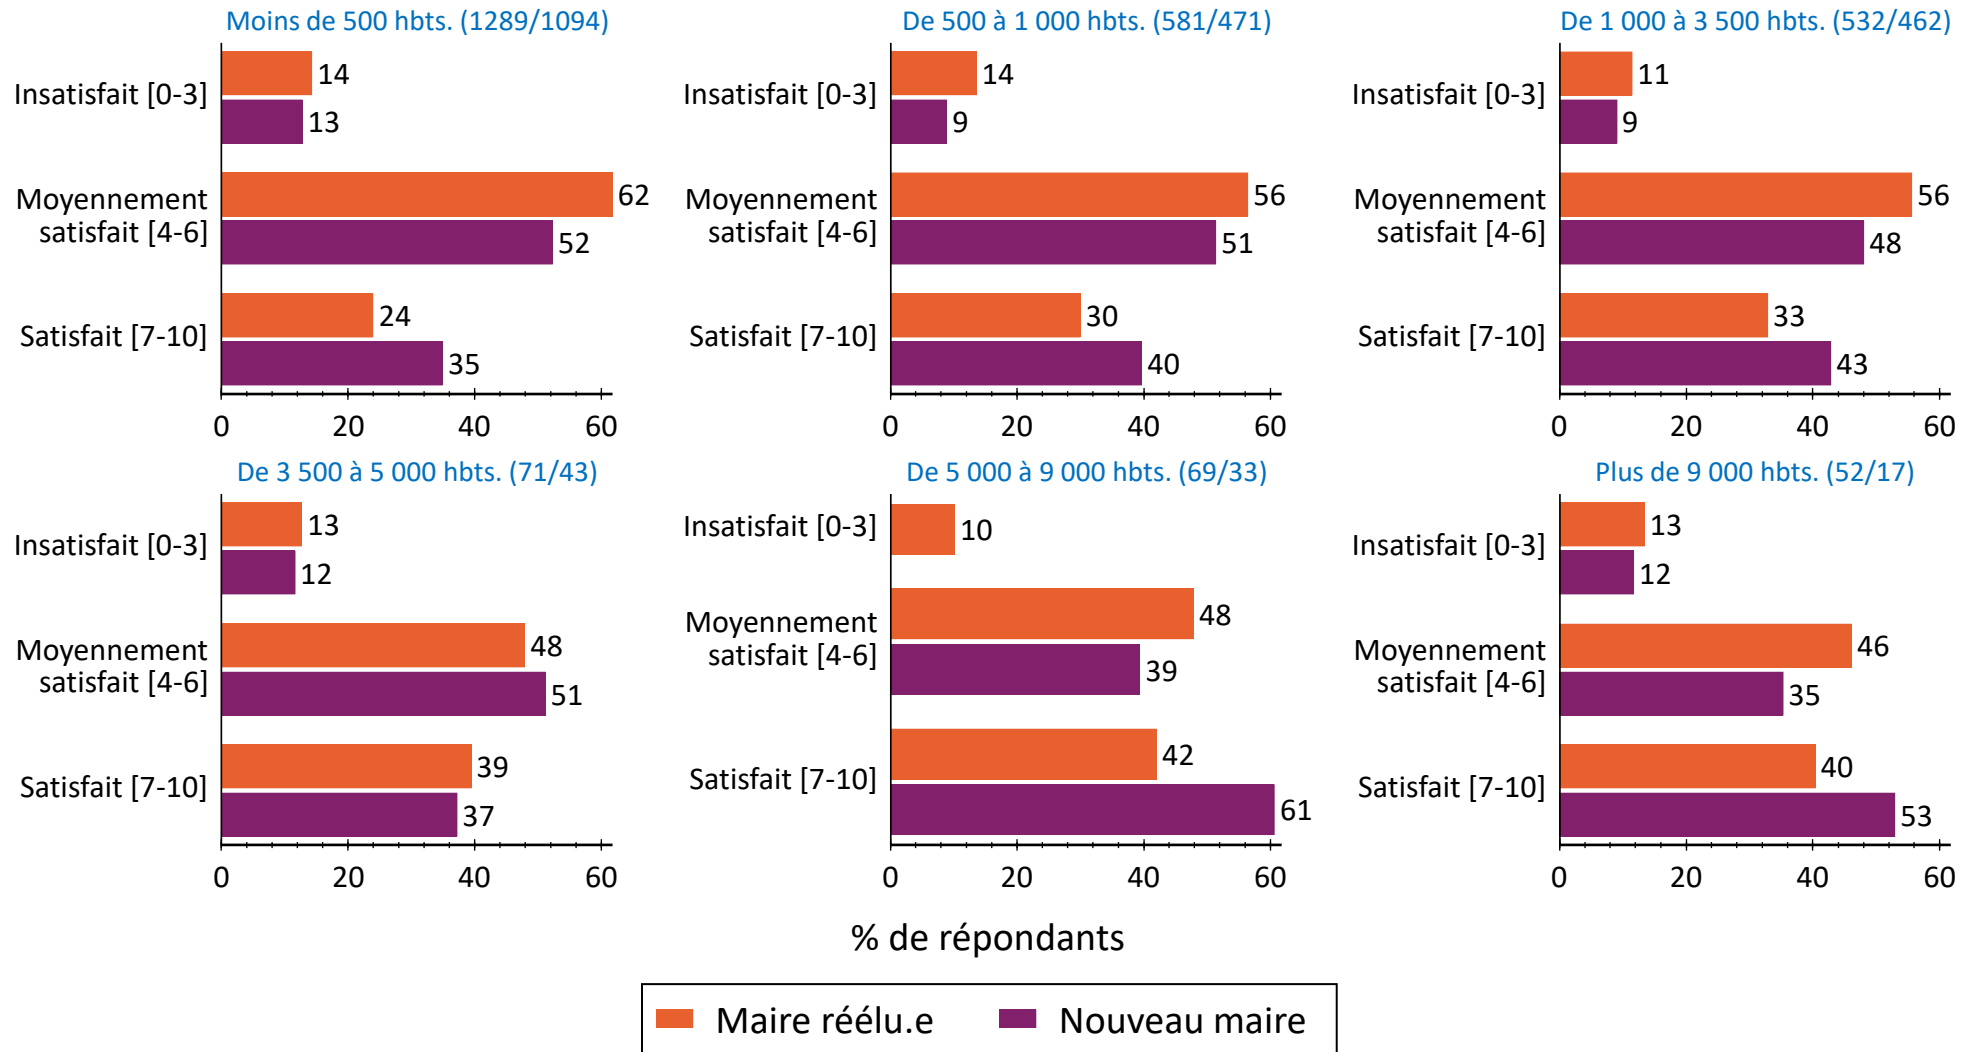 Moins de 500 hbts. (1289/1094)
Insatisfait [0-3]
14
13
Moyennement
satisfait [4-6]
62
52
Satisfait [7-10]
24
35
0 20 40 60
De 500 à 1 000 hbts. (581/471)
Insatisfait [0-3]
14
9
Moyennement
satisfait [4-6]
56
51
Satisfait [7-10]
30
40
0 20 40 60
De 1 000 à 3 500 hbts. (532/462)
Insatisfait [0-3]
11
9
Moyennement
satisfait [4-6]
56
48
Satisfait [7-10]
33
43
0 20 40 60
De 3 500 à 5 000 hbts. (71/43)
Insatisfait [0-3]
13
12
Moyennement
satisfait [4-6]
48
51
Satisfait [7-10]
39
37
0 20 40 60
De 5 000 à 9 000 hbts. (69/33)
Insatisfait [0-3]
10
Moyennement
satisfait [4-6]
48
39
Satisfait [7-10]
42
61
0 20 40 60
Plus de 9 000 hbts. (52/17)
Insatisfait [0-3]
13
12
Moyennement
satisfait [4-6]
46
35
Satisfait [7-10]
40
53
0 20 40 60
% de répondants
Maire réélu.e Nouveau maire